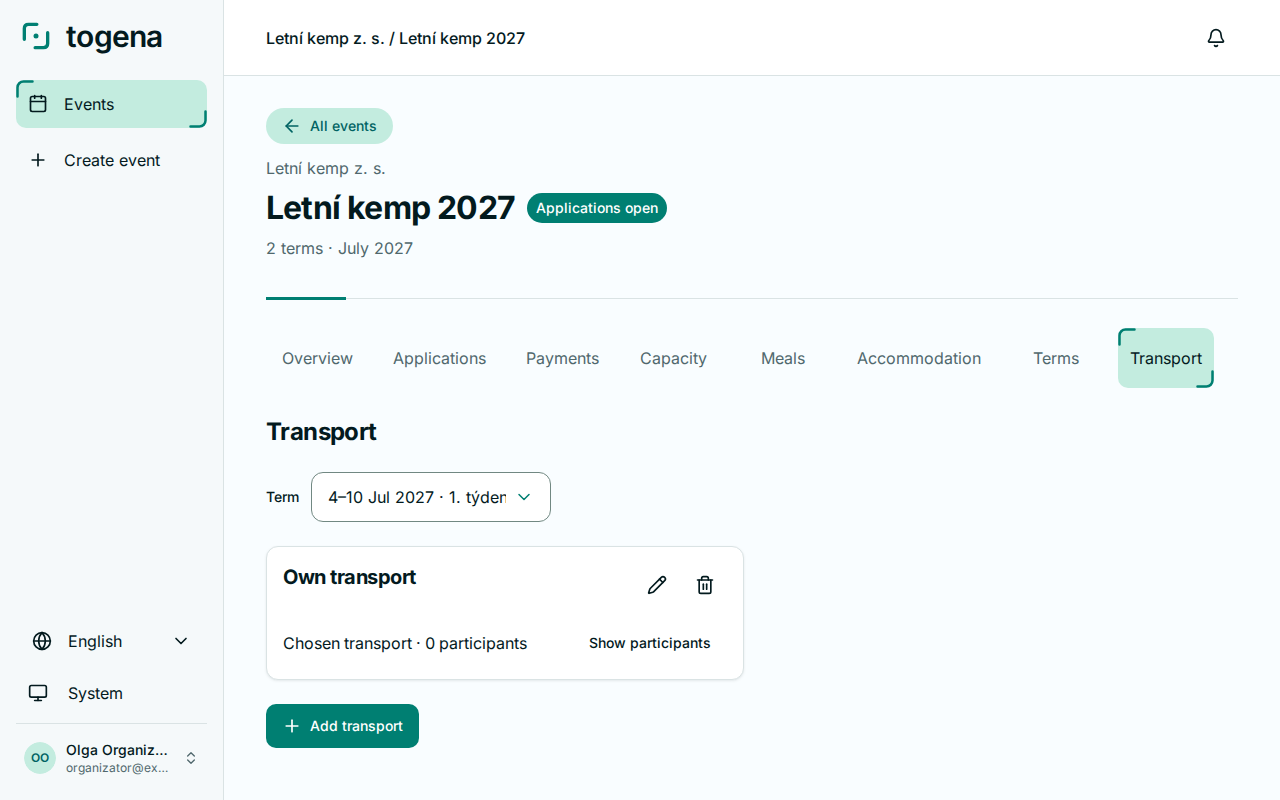 togena
Letní kemp z. s. / Letní kemp 2027
Events
Create event
All events
Letní kemp z. s.
Letní kemp 2027
Applications open
2 terms · July 2027
Overview
Applications
Payments
Capacity
Meals
Accommodation
Terms
Transport
Transport
Term
4–10 Jul 2027 · 1. týden
Own transport
Chosen transport · 0 participants
Show participants
Add transport
English
System
OO
Olga Organiz...
organizator@ex...